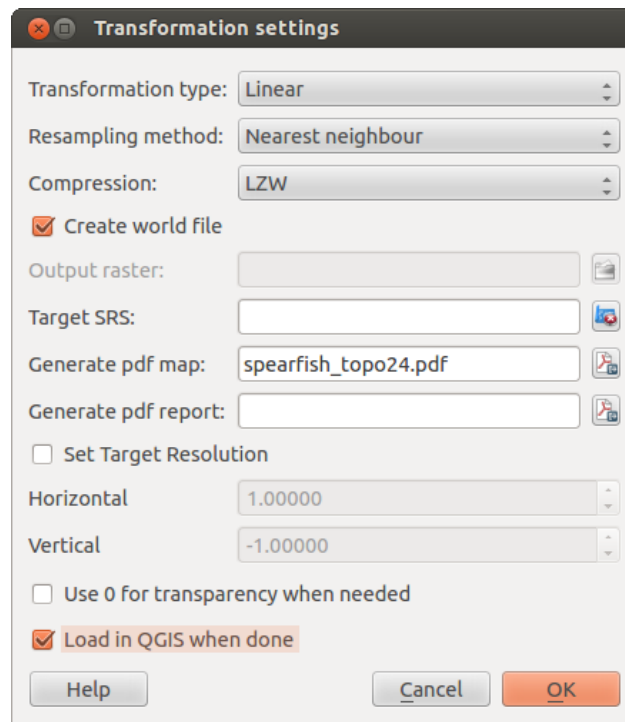 Transformation settings
Transformation type: Linear
Resampling method: Nearest neighbour
Compression: LZW
Create world file
Output raster:
Target SRS:
Generate pdf map: spearfish_topo24.pdf
Generate pdf report:
Set Target Resolution
Horizontal 1.00000
Vertical -1.00000
Use 0 for transparency when needed
Load in QGIS when done
Help Cancel OK